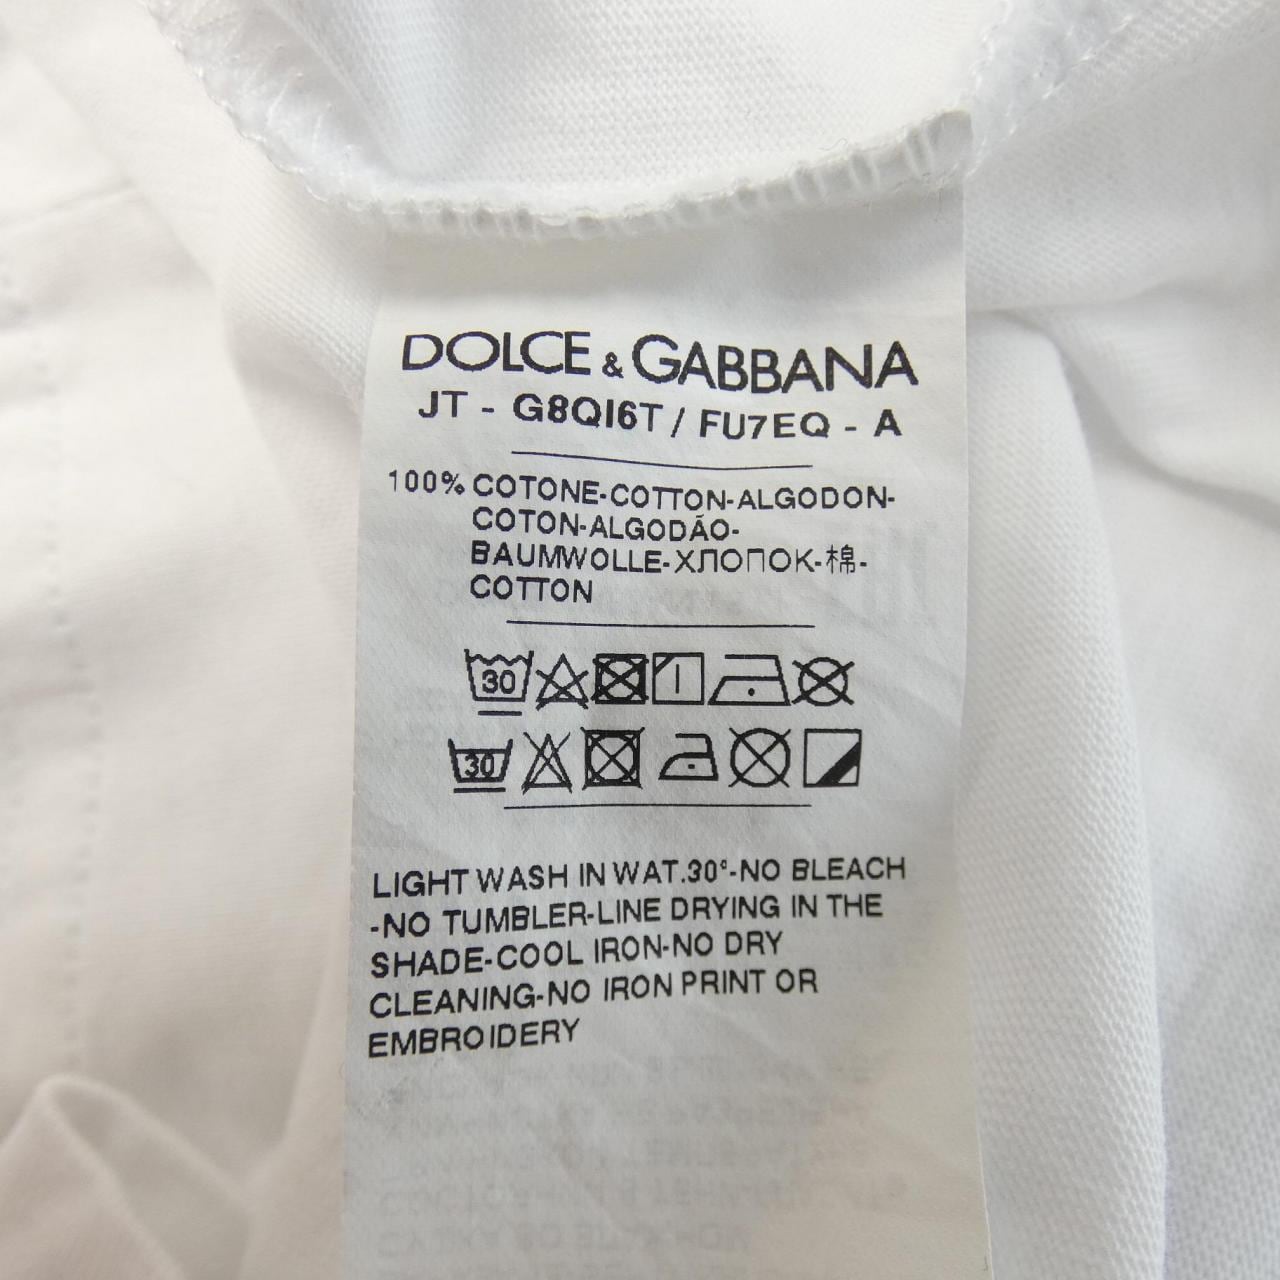 DOLCE & GABBANA
JT - G8QI6T / FU7EQ - A
100% COTONE-COTTON-ALGODON-
COTON-ALGODÃO-
BAUMWOLLE-ХЛОПОК-棉-
COTTON
30
30
LIGHT WASH IN WAT.30°-NO BLEACH
-NO TUMBLER-LINE DRYING IN THE
SHADE-COOL IRON-NO DRY
CLEANING-NO IRON PRINT OR
EMBROIDERY